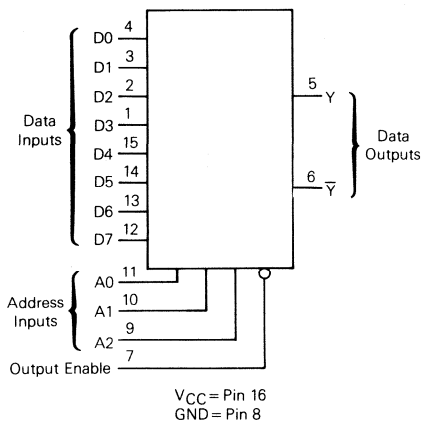 D0 4
D1 3
D2 2
D3 1
D4 15
D5 14
D6 13
D7 12
Data
Inputs
5 Y
6 Y̅
Data
Outputs
A0 11
A1 10
A2 9
Address
Inputs
Output Enable 7
VCC = Pin 16
GND = Pin 8